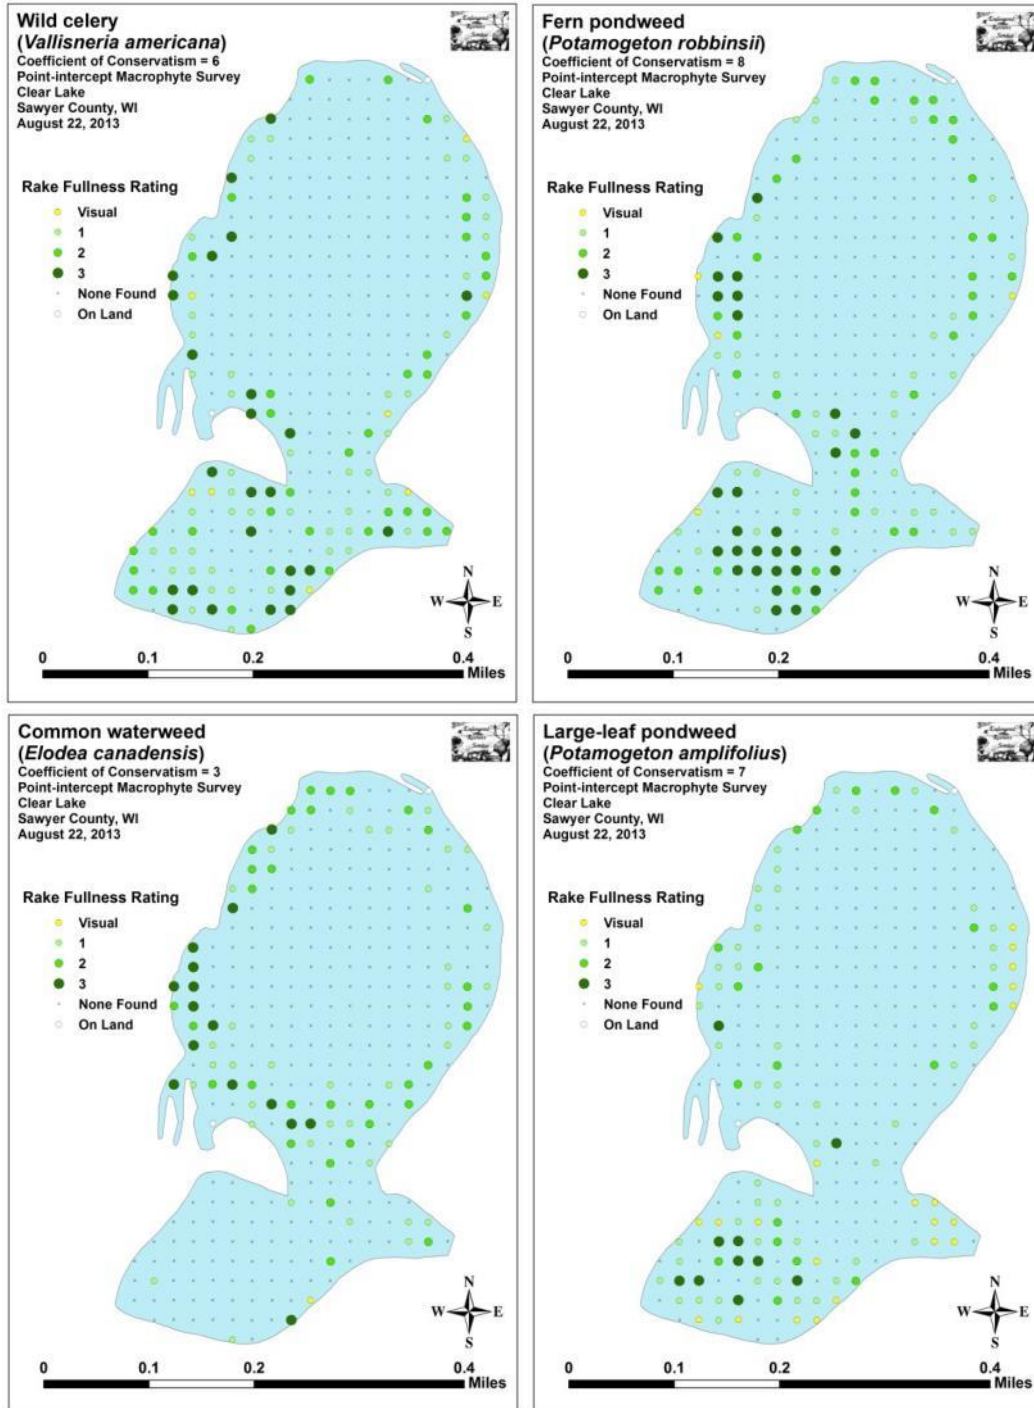 Wild celery
(Vallisneria americana)
Coefficient of Conservatism = 6
Point-intercept Macrophyte Survey
Clear Lake
Sawyer County, WI
August 22, 2013
Rake Fullness Rating
Visual
1
2
3
None Found
On Land
N
W E
S
0 0.1 0.2 0.4
Miles
Fern pondweed
(Potamogeton robbinsii)
Coefficient of Conservatism = 8
Point-intercept Macrophyte Survey
Clear Lake
Sawyer County, WI
August 22, 2013
Rake Fullness Rating
Visual
1
2
3
None Found
On Land
N
W E
S
0 0.1 0.2 0.4
Miles
Common waterweed
(Elodea canadensis)
Coefficient of Conservatism = 3
Point-intercept Macrophyte Survey
Clear Lake
Sawyer County, WI
August 22, 2013
Rake Fullness Rating
Visual
1
2
3
None Found
On Land
N
W E
S
0 0.1 0.2 0.4
Miles
Large-leaf pondweed
(Potamogeton amplifolius)
Coefficient of Conservatism = 7
Point-intercept Macrophyte Survey
Clear Lake
Sawyer County, WI
August 22, 2013
Rake Fullness Rating
Visual
1
2
3
None Found
On Land
N
W E
S
0 0.1 0.2 0.4
Miles